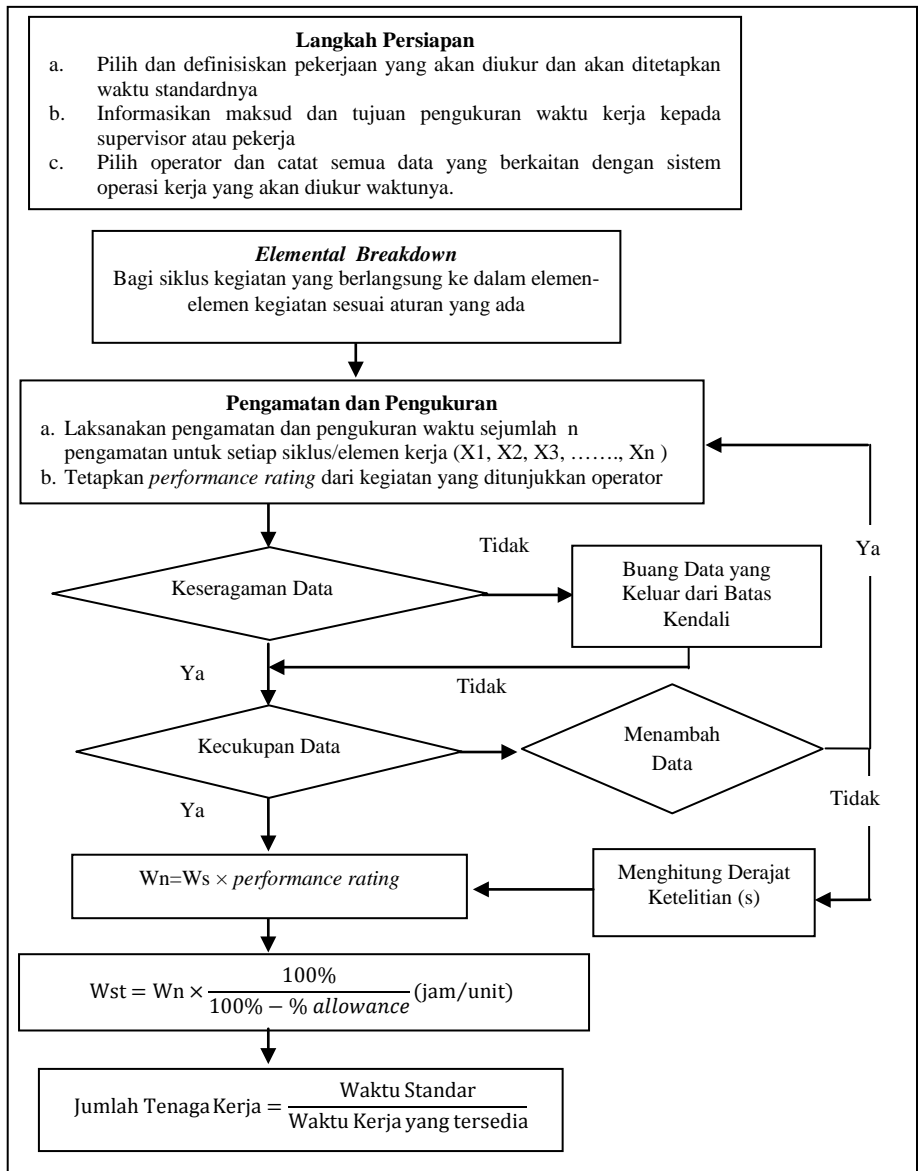 Langkah Persiapan
a. Pilih dan definisiskan pekerjaan yang akan diukur dan akan ditetapkan
waktu standardnya
b. Informasikan maksud dan tujuan pengukuran waktu kerja kepada
supervisor atau pekerja
c. Pilih operator dan catat semua data yang berkaitan dengan sistem
operasi kerja yang akan diukur waktunya.
Elemental Breakdown
Bagi siklus kegiatan yang berlangsung ke dalam elemen-
elemen kegiatan sesuai aturan yang ada
Pengamatan dan Pengukuran
a. Laksanakan pengamatan dan pengukuran waktu sejumlah n
pengamatan untuk setiap siklus/elemen kerja (X1, X2, X3, ……., Xn )
b. Tetapkan performance rating dari kegiatan yang ditunjukkan operator
Tidak
Ya
Keseragaman Data
Buang Data yang
Keluar dari Batas
Kendali
Ya
Tidak
Kecukupan Data
Menambah
Data
Ya
Tidak
Wn=Ws × performance rating
Menghitung Derajat
Ketelitian (s)
Wst = Wn × 100% / 100% − % allowance (jam/unit)
Jumlah Tenaga Kerja = Waktu Standar / Waktu Kerja yang tersedia